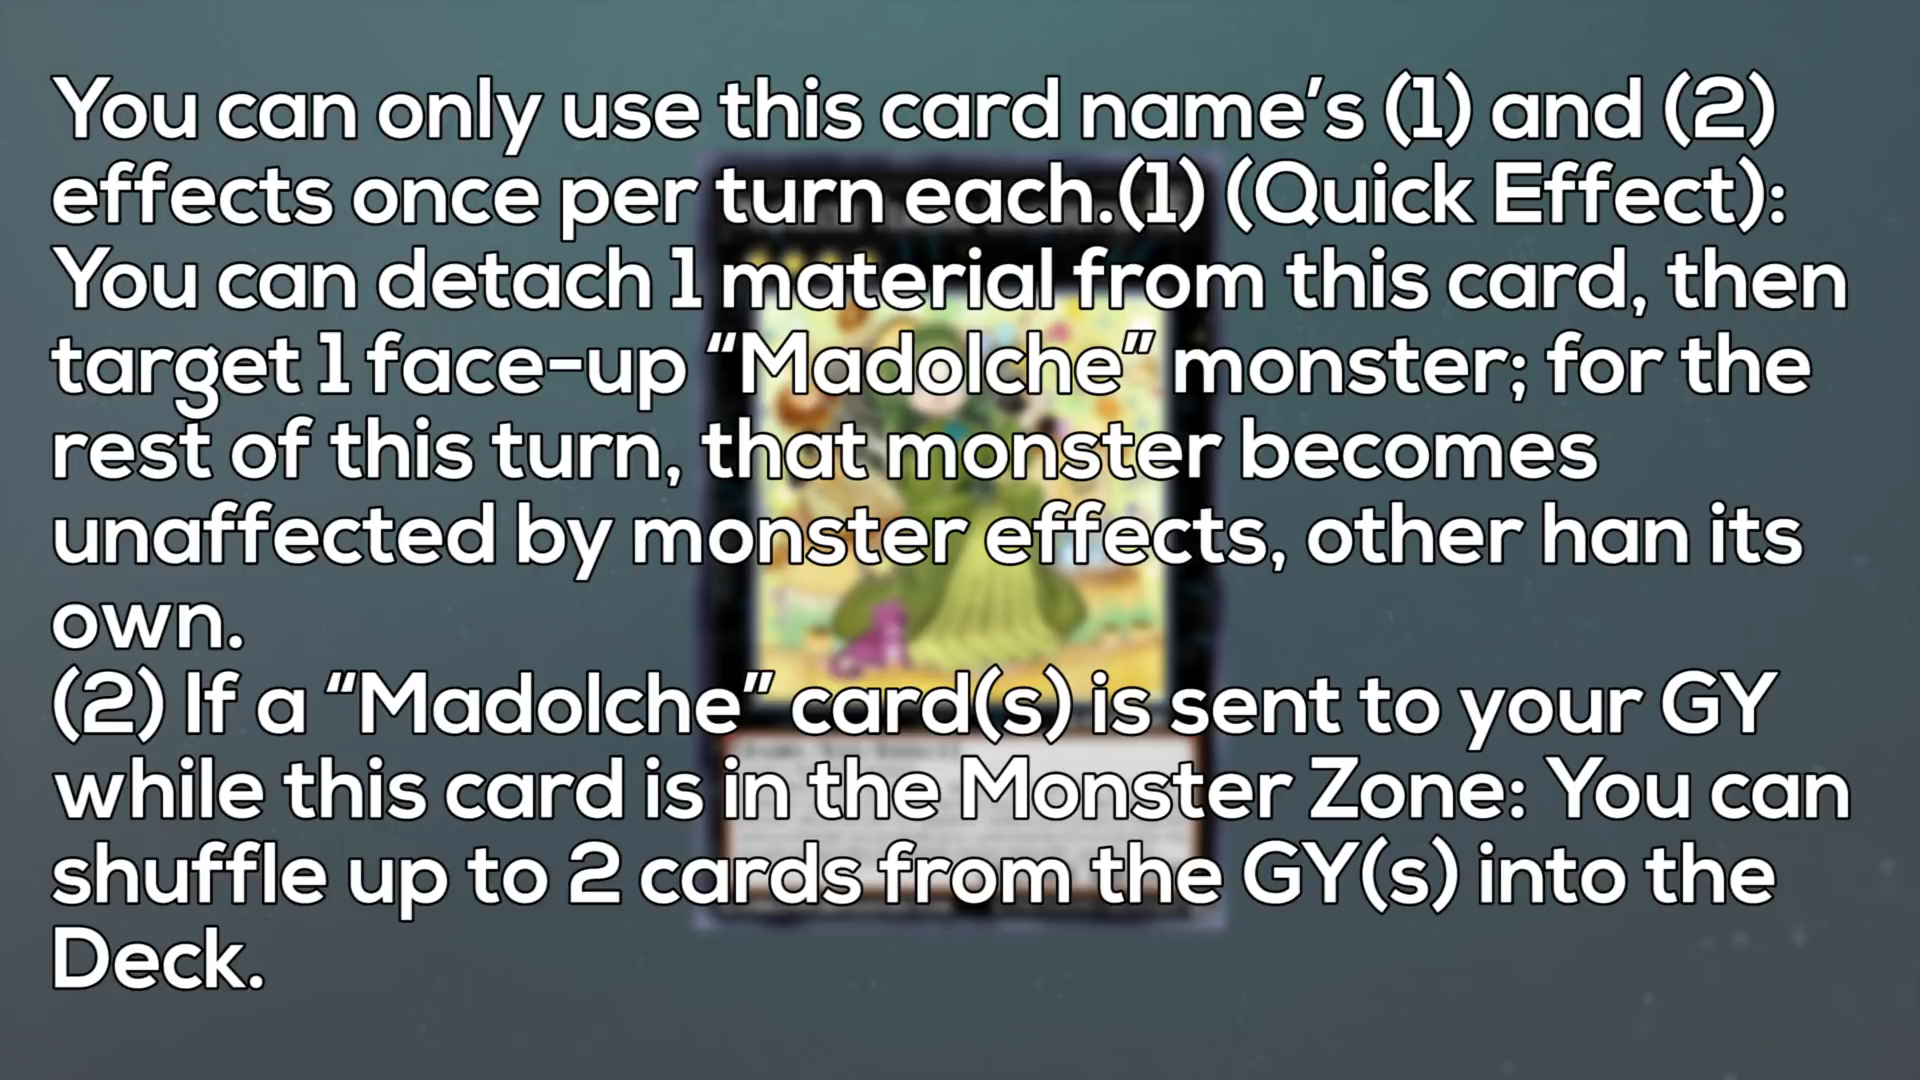 You can only use this card name’s (1) and (2)
effects once per turn each.(1) (Quick Effect):
You can detach 1 material from this card, then
target 1 face-up “Madolche” monster; for the
rest of this turn, that monster becomes
unaffected by monster effects, other han its
own.
(2) If a “Madolche” card(s) is sent to your GY
while this card is in the Monster Zone: You can
shuffle up to 2 cards from the GY(s) into the
Deck.